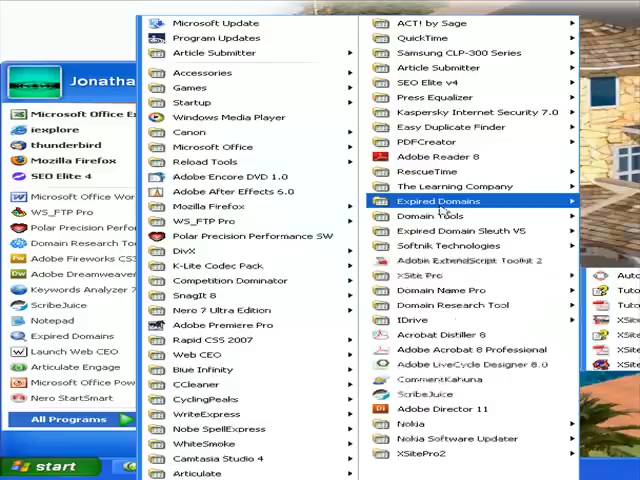 Jonatha
Microsoft Office E
iexplore
thunderbird
Mozilla Firefox
SEO Elite 4
Microsoft Office Wor
WS_FTP Pro
Polar Precision Perfor
Domain Research Too
Adobe Fireworks CS3
Adobe Dreamweaver
Keywords Analyzer 7
ScribeJuice
Notepad
Expired Domains
Launch Web CEO
Articulate Engage
Microsoft Office Pow
Nero StartSmart
All Programs
start
Microsoft Update
Program Updates
Article Submitter
Accessories
Games
Startup
Windows Media Player
Canon
Microsoft Office
Reload Tools
Adobe Encore DVD 1.0
Adobe After Effects 6.0
Mozilla Firefox
WS_FTP Pro
Polar Precision Performance SW
DivX
K-Lite Codec Pack
Competition Dominator
SnagIt 8
Nero 7 Ultra Edition
Adobe Premiere Pro
Rapid CSS 2007
Web CEO
Blue Infinity
CCleaner
CyclingPeaks
WriteExpress
Nobe SpellExpress
WhiteSmoke
Camtasia Studio 4
Articulate
ACT! by Sage
QuickTime
Samsung CLP-300 Series
Article Submitter
SEO Elite v4
Press Equalizer
Kaspersky Internet Security 7.0
Easy Duplicate Finder
PDFCreator
Adobe Reader 8
RescueTime
The Learning Company
Expired Domains
Domain Tools
Expired Domain Sleuth V5
Softnik Technologies
Adobe ExtendScript Toolkit 2
XSite Pro
Domain Name Pro
Domain Research Tool
IDrive
Acrobat Distiller 8
Adobe Acrobat 8 Professional
Adobe LiveCycle Designer 8.0
CommentKahuna
ScribeJuice
Adobe Director 11
Nokia
Nokia Software Updater
XSitePro2
Auto
Tuto
Tuto
XSite
XSite
XSite